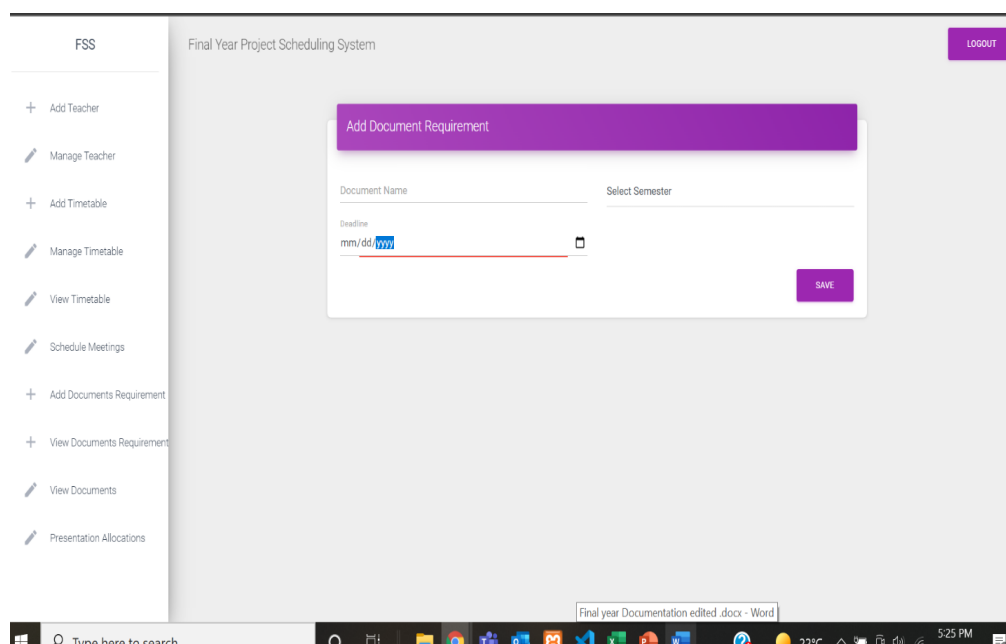 FSS
Final Year Project Scheduling System
LOGOUT
Add Teacher
Manage Teacher
Add Timetable
Manage Timetable
View Timetable
Schedule Meetings
Add Documents Requirement
View Documents Requirement
View Documents
Presentation Allocations
Add Document Requirement
Document Name
Select Semester
Deadline
mm/dd/yyyy
SAVE
Final year Documentation edited .docx - Word
Type here to search
22°C
5:25 PM